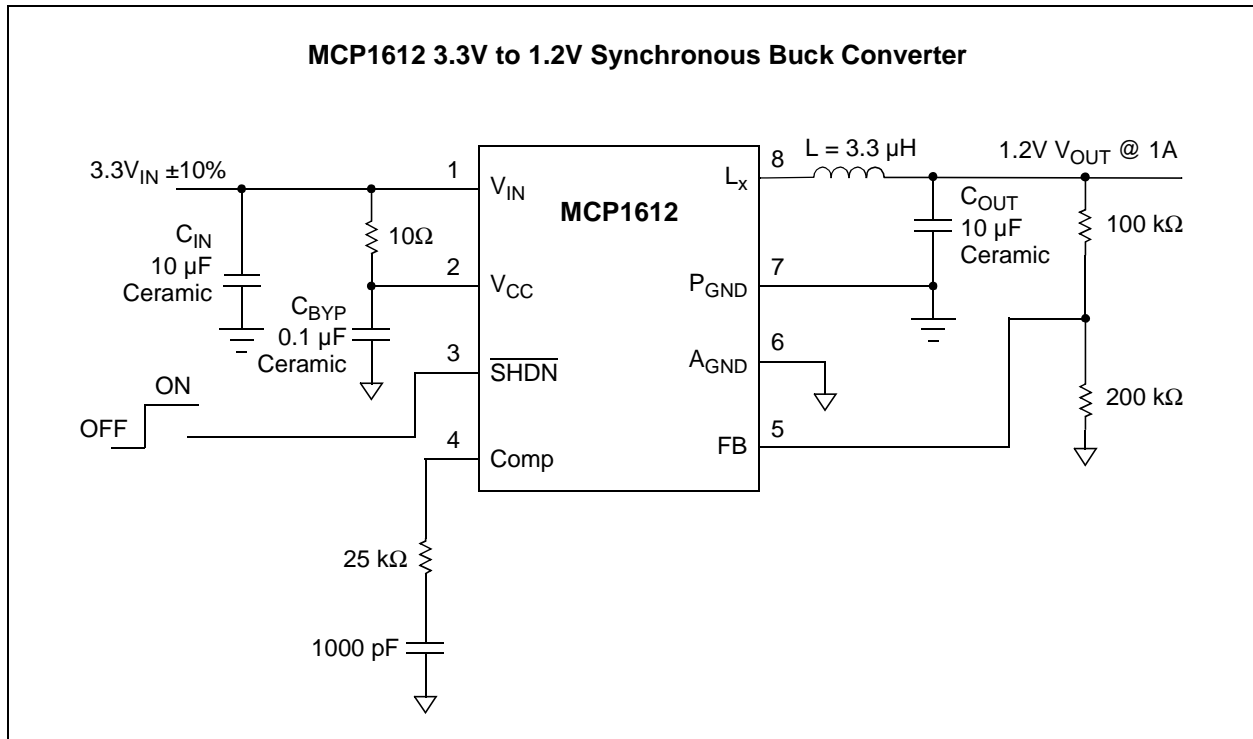 MCP1612 3.3V to 1.2V Synchronous Buck Converter
3.3VIN ±10%
1
VIN
MCP1612
Lx
8
L = 3.3 µH
1.2V VOUT @ 1A
CIN
10 µF
Ceramic
10Ω
2
VCC
CBYP
0.1 µF
Ceramic
COUT
10 µF
Ceramic
100 kΩ
PGND
7
AGND
6
3
SHDN
OFF
ON
4
Comp
FB
5
200 kΩ
25 kΩ
1000 pF